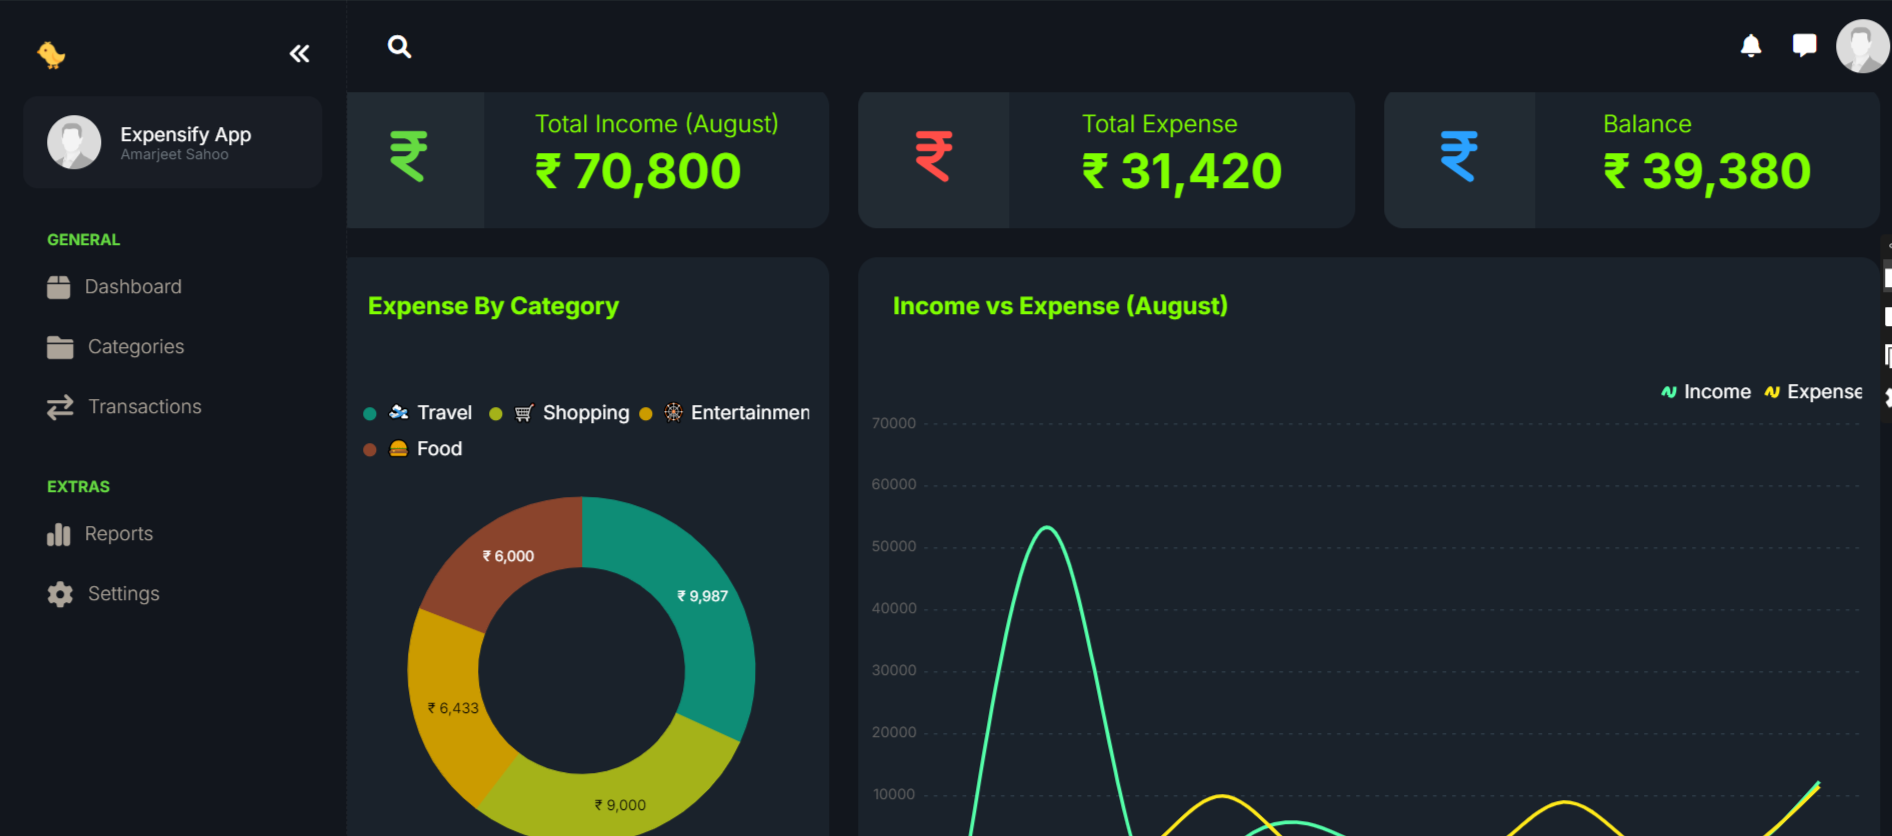 Expensify App
Amarjeet Sahoo
GENERAL
Dashboard
Categories
Transactions
EXTRAS
Reports
Settings
₹
Total Income (August)
₹ 70,800
₹
Total Expense
₹ 31,420
₹
Balance
₹ 39,380
Expense By Category
Travel Shopping Entertainmen
Food
₹ 6,000
₹ 9,987
₹ 6,433
₹ 9,000
Income vs Expense (August)
Income Expense
70000
60000
50000
40000
30000
20000
10000